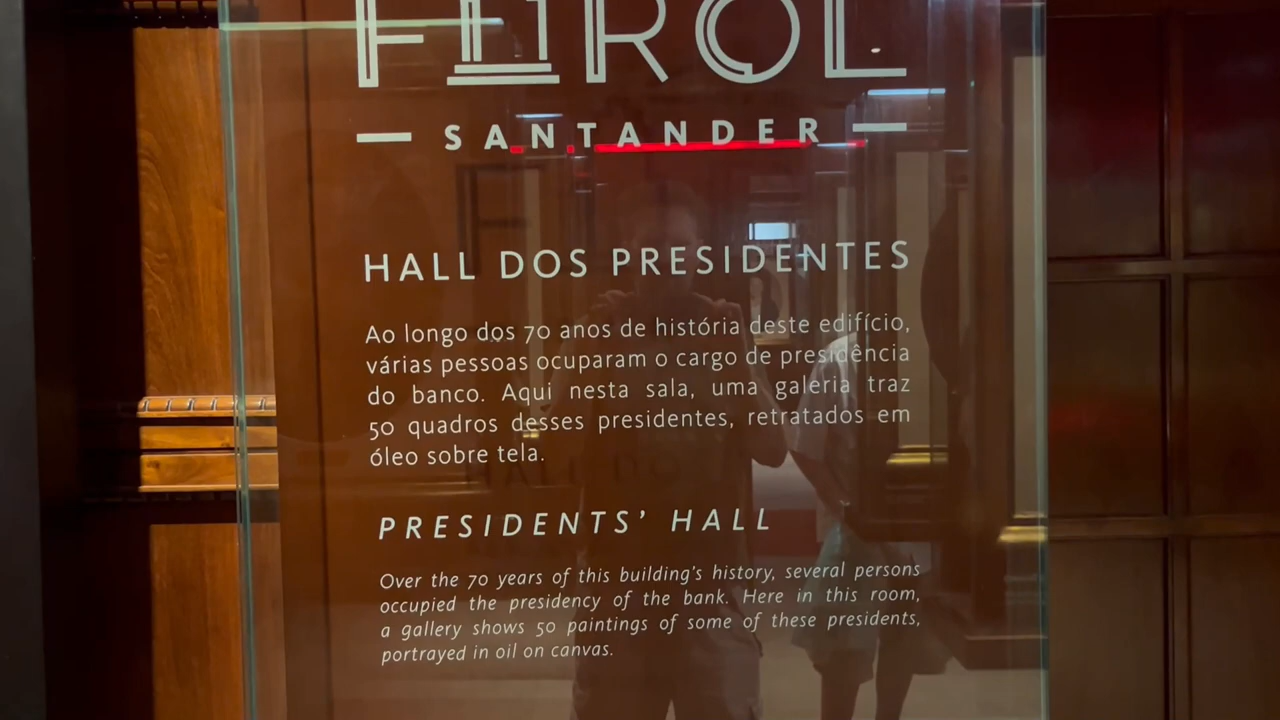 FAROL
SANTANDER
HALL DOS PRESIDENTES
Ao longo dos 70 anos de história deste edifício,
várias pessoas ocuparam o cargo de presidência
do banco. Aqui nesta sala, uma galeria traz
50 quadros desses presidentes, retratados em
óleo sobre tela.
PRESIDENTS' HALL
Over the 70 years of this building's history, several persons
occupied the presidency of the bank. Here in this room,
a gallery shows 50 paintings of some of these presidents,
portrayed in oil on canvas.